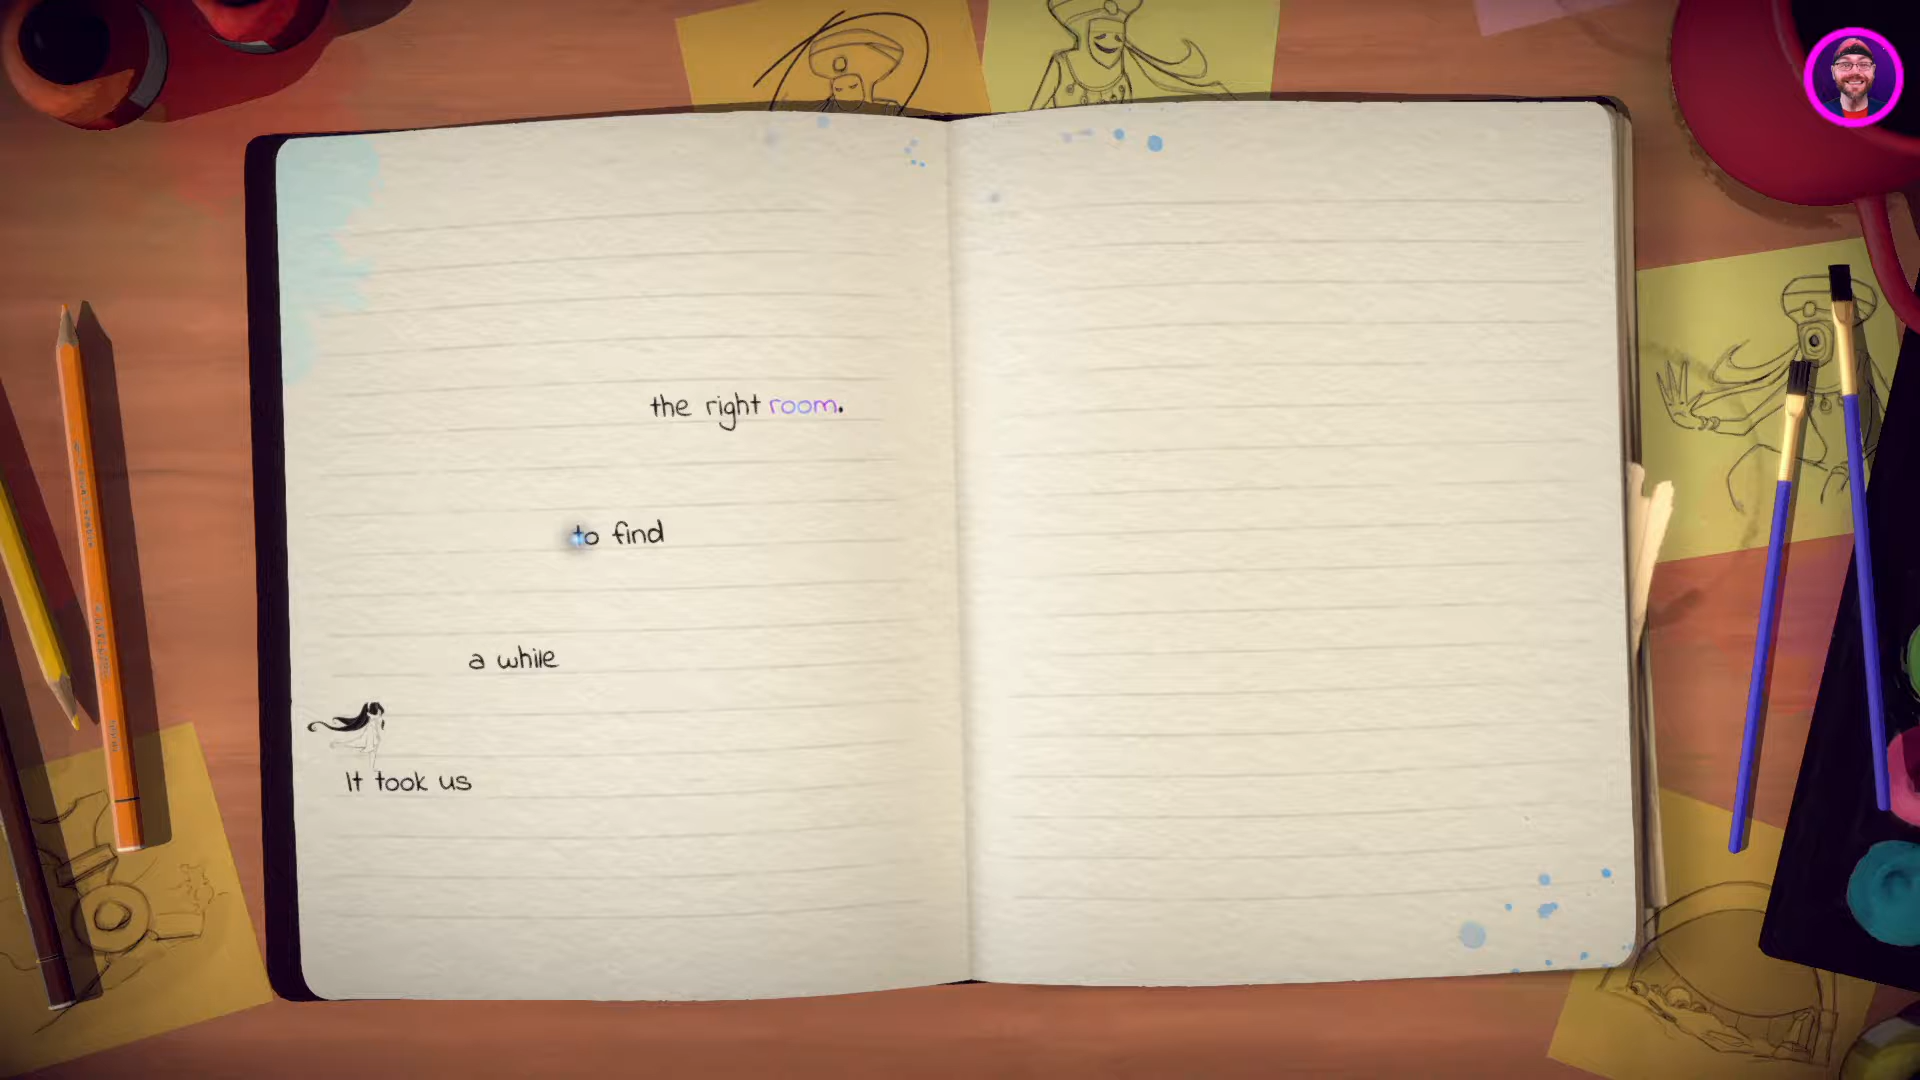 It took us
a while
to find
the right room.